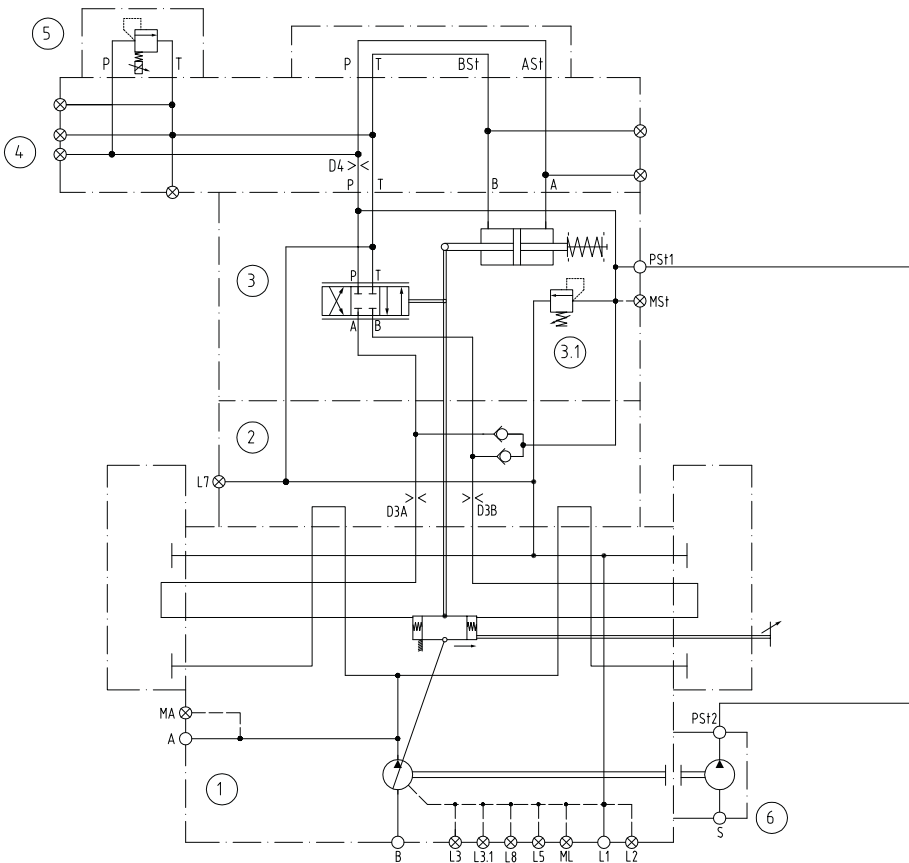 5
P T
P T BSt ASt
4
D4
P T B A
PSt1
3
P T
MSt
A B
3.1
2
L7
D3A D3B
MA
PSt2
A
1
6
S
B L3 L3.1 L8 L5 ML L1 L2